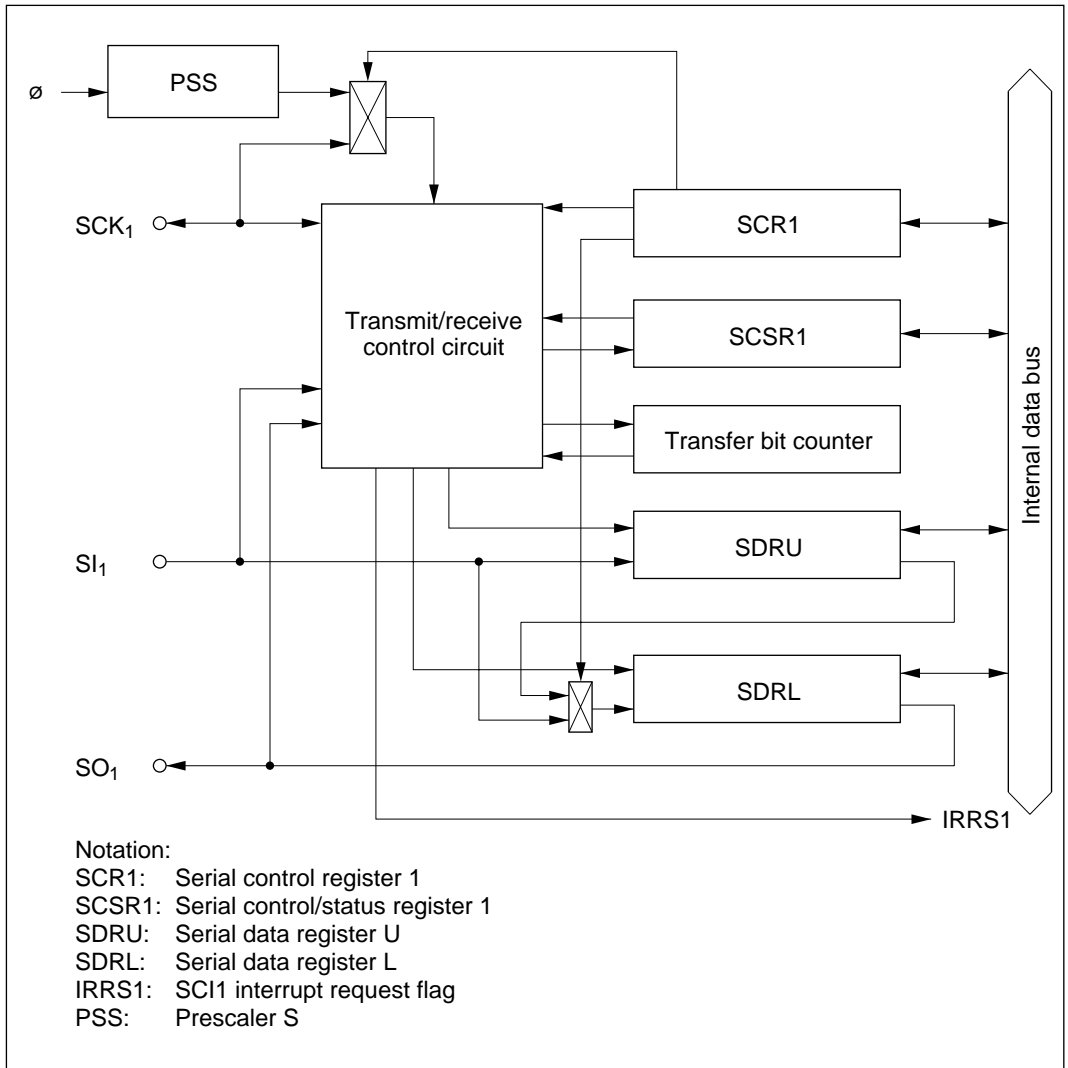 PSS
ø
SCK1
SCR1
Transmit/receive
control circuit
SCSR1
Transfer bit counter
SI1
SDRU
SDRL
SO1
Internal data bus
IRRS1
Notation:
SCR1: Serial control register 1
SCSR1: Serial control/status register 1
SDRU: Serial data register U
SDRL: Serial data register L
IRRS1: SCI1 interrupt request flag
PSS: Prescaler S